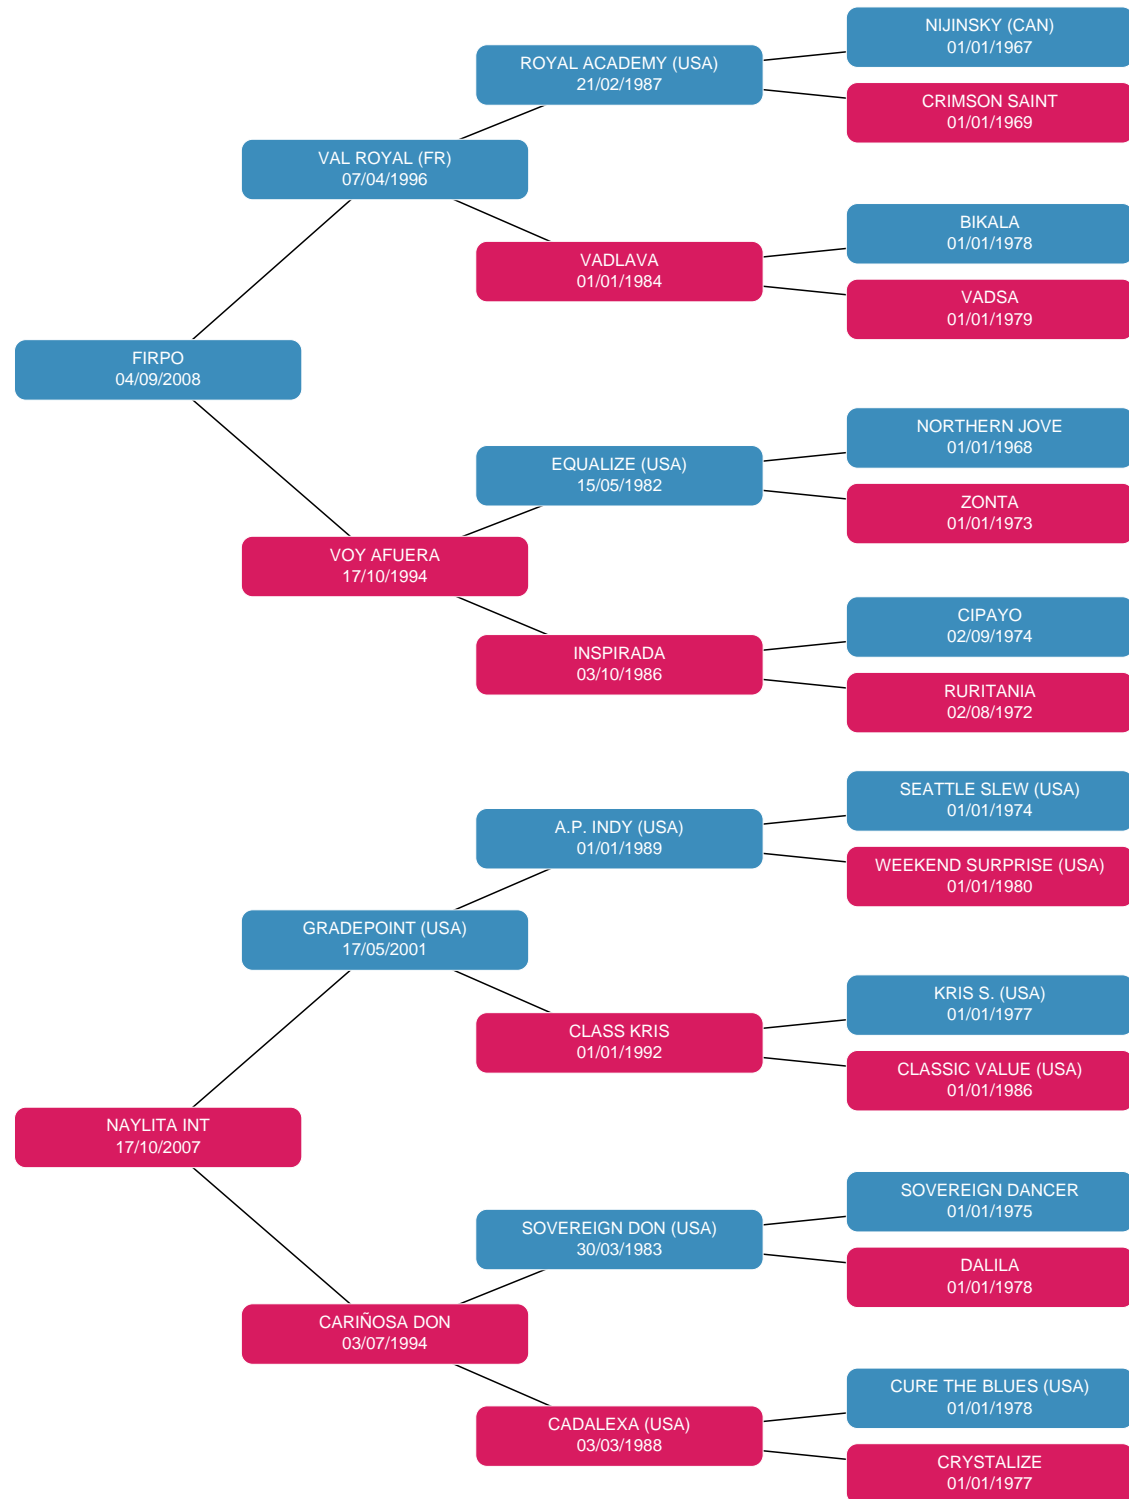 NIJINSKY (CAN)
01/01/1967
ROYAL ACADEMY (USA)
21/02/1987
CRIMSON SAINT
01/01/1969
VAL ROYAL (FR)
07/04/1996
BIKALA
01/01/1978
VADLAVA
01/01/1984
VADSA
01/01/1979
FIRPO
04/09/2008
NORTHERN JOVE
01/01/1968
EQUALIZE (USA)
15/05/1982
ZONTA
01/01/1973
VOY AFUERA
17/10/1994
CIPAYO
02/09/1974
INSPIRADA
03/10/1986
RURITANIA
02/08/1972
SEATTLE SLEW (USA)
01/01/1974
A.P. INDY (USA)
01/01/1989
WEEKEND SURPRISE (USA)
01/01/1980
GRADEPOINT (USA)
17/05/2001
KRIS S. (USA)
01/01/1977
CLASS KRIS
01/01/1992
CLASSIC VALUE (USA)
01/01/1986
NAYLITA INT
17/10/2007
SOVEREIGN DANCER
01/01/1975
SOVEREIGN DON (USA)
30/03/1983
DALILA
01/01/1978
CARIÑOSA DON
03/07/1994
CURE THE BLUES (USA)
01/01/1978
CADALEXA (USA)
03/03/1988
CRYSTALIZE
01/01/1977